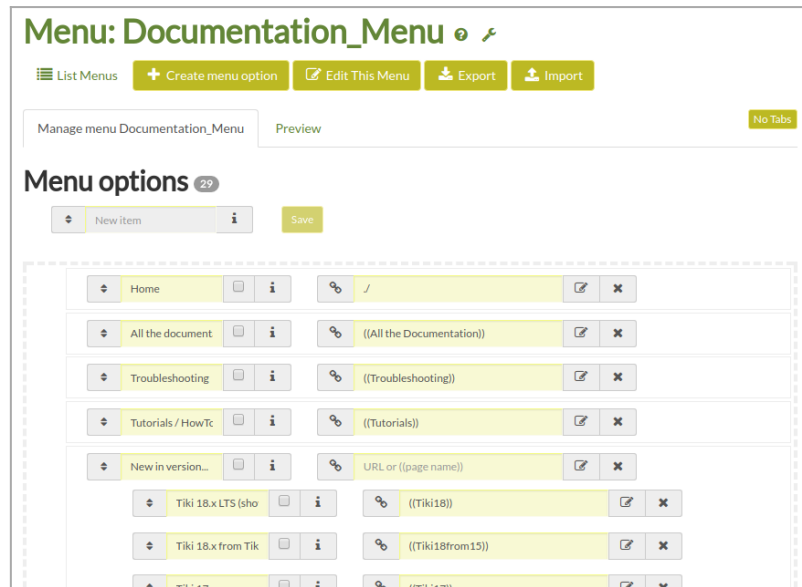 Menu: Documentation_Menu
List Menus Create menu option Edit This Menu Export Import
Manage menu Documentation_Menu Preview No Tabs
Menu options 29
New item Save
Home ./
All the document ((All the Documentation))
Troubleshooting ((Troubleshooting))
Tutorials / HowTo ((Tutorials))
New in version... URL or ((page name))
Tiki 18.x LTS (sho ((Tiki18))
Tiki 18.x from Tik ((Tiki18from15))